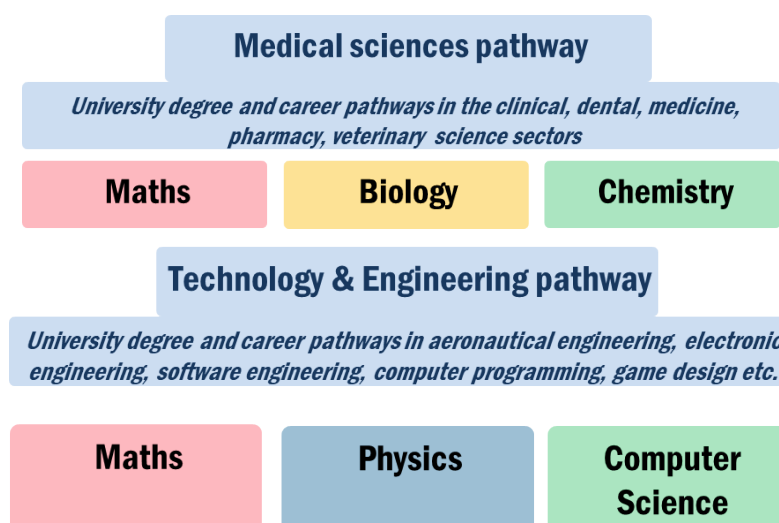 Medical sciences pathway
University degree and career pathways in the clinical, dental, medicine,
pharmacy, veterinary science sectors
Maths Biology Chemistry
Technology & Engineering pathway
University degree and career pathways in aeronautical engineering, electronic
engineering, software engineering, computer programming, game design etc.
Maths Physics Computer
Science